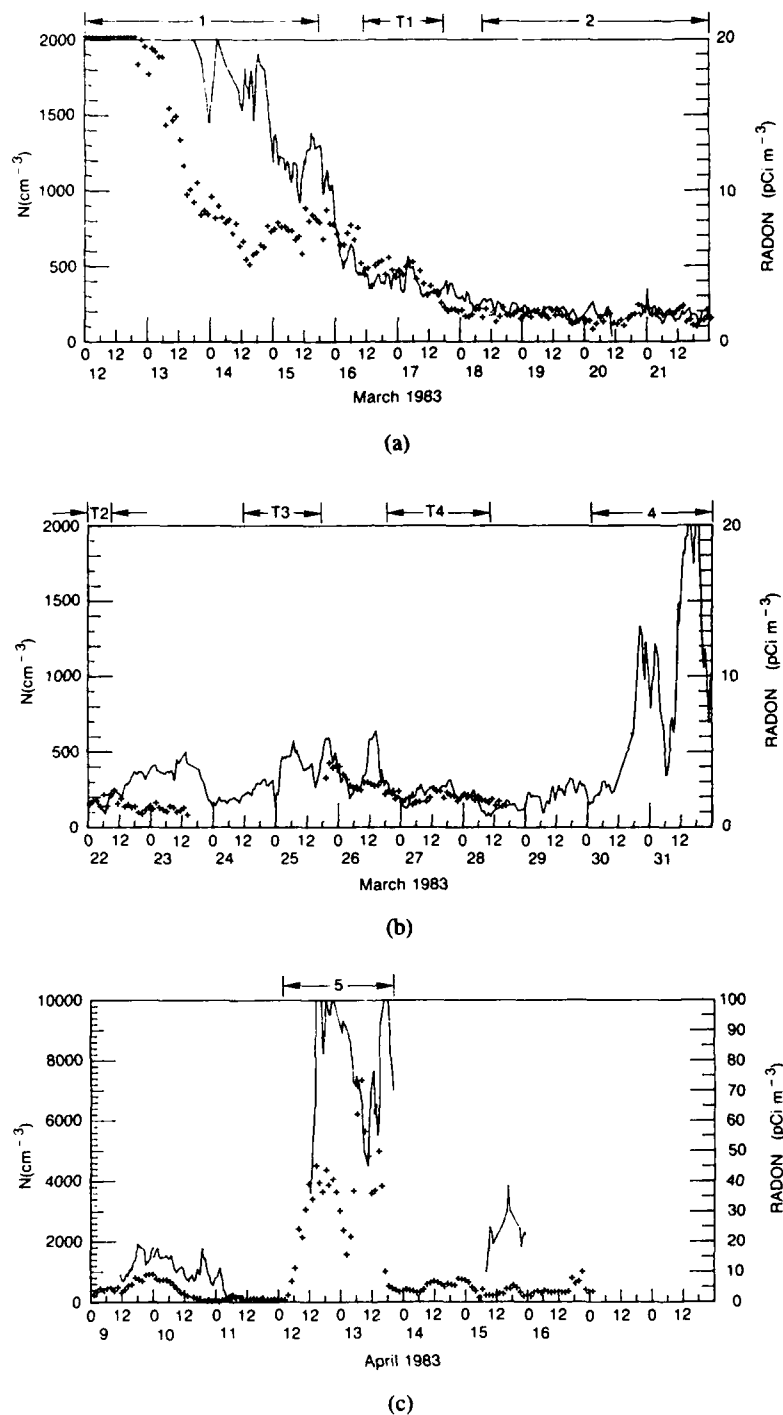 1 T1 2
2000 20
1500
N(cm⁻³) 1000 10 RADON (pCi m⁻³)
500
0 0
0 12 0 12 0 12 0 12 0 12 0 12 0 12 0 12 0 12 0 12
12 13 14 15 16 17 18 19 20 21
March 1983
(a)
T2 T3 T4 4
2000 20
1500
N(cm⁻³) 1000 10 RADON (pCi m⁻³)
500
0 0
0 12 0 12 0 12 0 12 0 12 0 12 0 12 0 12 0 12 0 12
22 23 24 25 26 27 28 29 30 31
March 1983
(b)
5
10000 100
90
8000 80
70
N(cm⁻³) 6000 60 RADON (pCi m⁻³)
50
4000 40
30
2000 20
10
0 0
0 12 0 12 0 12 0 12 0 12 0 12 0 12 0 12 0 12
9 10 11 12 13 14 15 16
April 1983
(c)